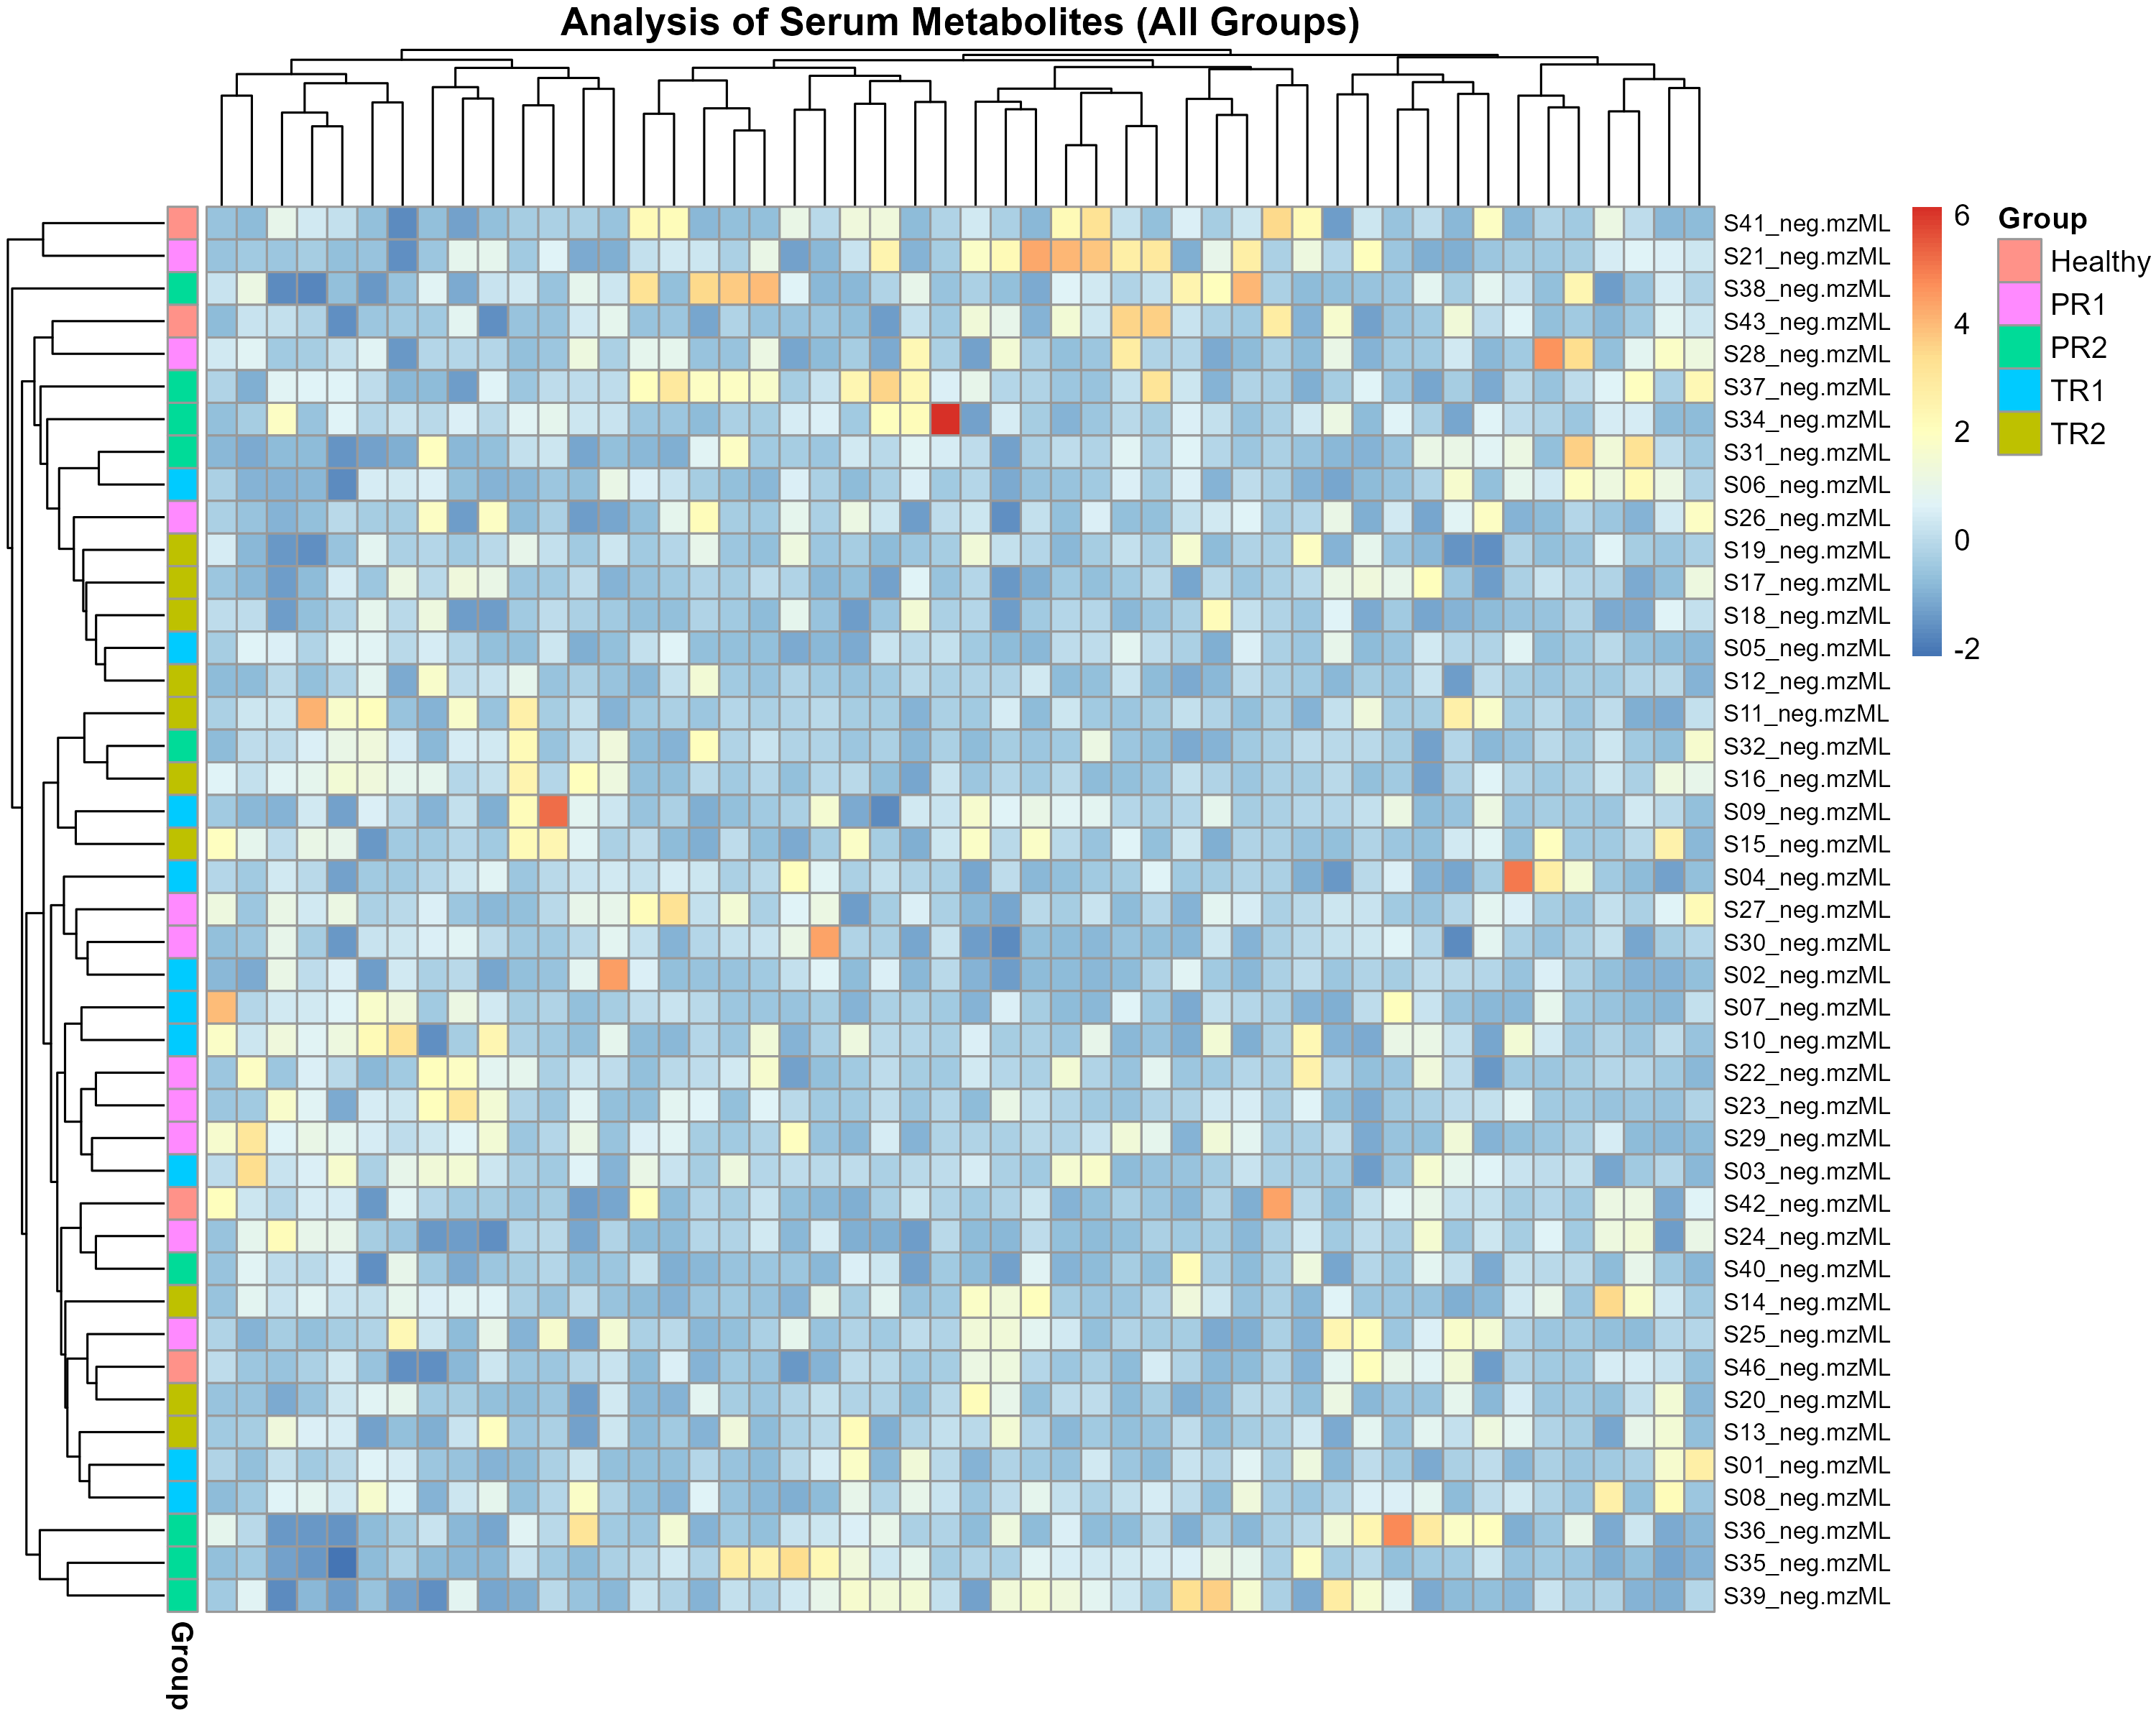 Analysis of Serum Metabolites (All Groups)
S41_neg.mzML
S21_neg.mzML
S38_neg.mzML
S43_neg.mzML
S28_neg.mzML
S37_neg.mzML
S34_neg.mzML
S31_neg.mzML
S06_neg.mzML
S26_neg.mzML
S19_neg.mzML
S17_neg.mzML
S18_neg.mzML
S05_neg.mzML
S12_neg.mzML
S11_neg.mzML
S32_neg.mzML
S16_neg.mzML
S09_neg.mzML
S15_neg.mzML
S04_neg.mzML
S27_neg.mzML
S30_neg.mzML
S02_neg.mzML
S07_neg.mzML
S10_neg.mzML
S22_neg.mzML
S23_neg.mzML
S29_neg.mzML
S03_neg.mzML
S42_neg.mzML
S24_neg.mzML
S40_neg.mzML
S14_neg.mzML
S25_neg.mzML
S46_neg.mzML
S20_neg.mzML
S13_neg.mzML
S01_neg.mzML
S08_neg.mzML
S36_neg.mzML
S35_neg.mzML
S39_neg.mzML
6
4
2
0
-2
Group
Healthy
PR1
PR2
TR1
TR2
Group